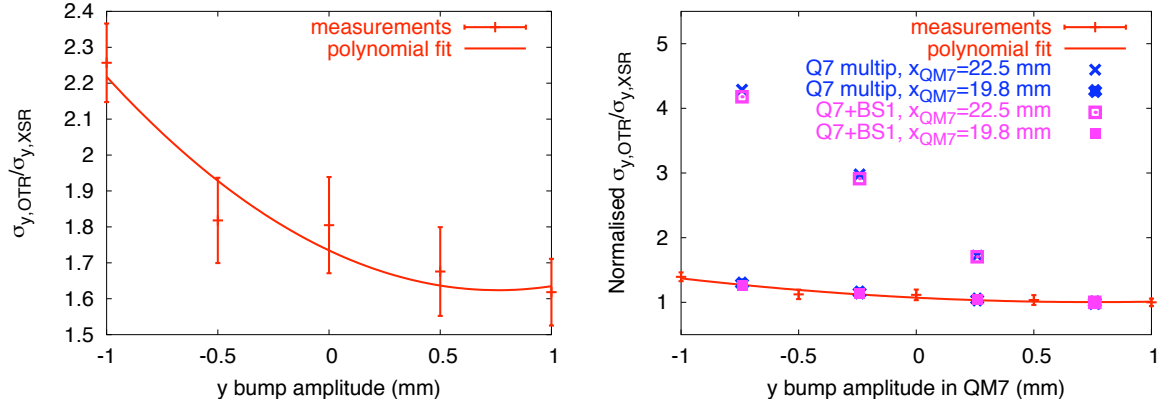 measurements
polynomial fit
2.4
2.3
2.2
2.1
2
1.9
1.8
1.7
1.6
1.5
-1
-0.5
0
0.5
1
σy,OTR/σy,XSR
y bump amplitude (mm)
measurements
polynomial fit
Q7 multip, xQM7=22.5 mm
Q7 multip, xQM7=19.8 mm
Q7+BS1, xQM7=22.5 mm
Q7+BS1, xQM7=19.8 mm
5
4
3
2
1
-1
-0.5
0
0.5
1
Normalised σy,OTR/σy,XSR
y bump amplitude in QM7 (mm)